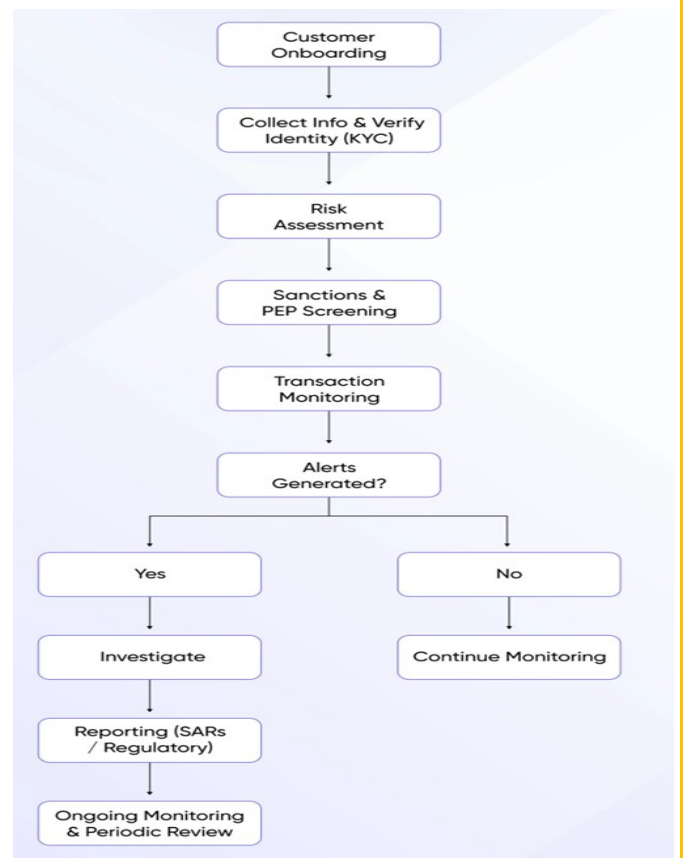 Customer
Onboarding
Collect Info & Verify
Identity (KYC)
Risk
Assessment
Sanctions &
PEP Screening
Transaction
Monitoring
Alerts
Generated?
Yes
No
Investigate
Continue Monitoring
Reporting (SARs
/ Regulatory)
Ongoing Monitoring
& Periodic Review